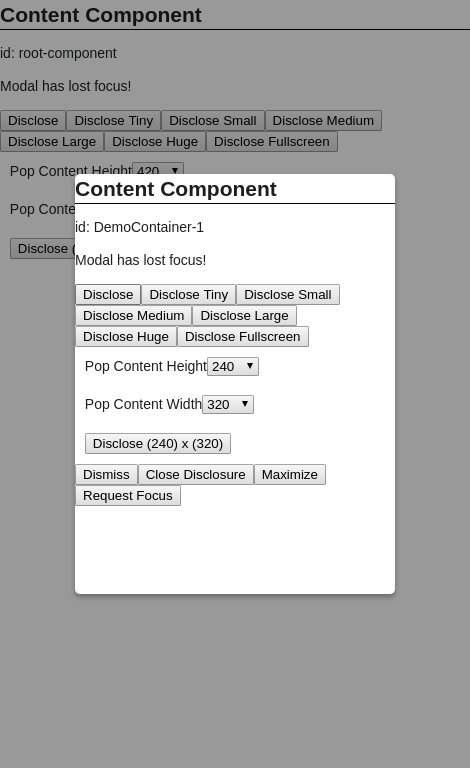 Content Component
id: root-component
Modal has lost focus!
Disclose Disclose Tiny Disclose Small Disclose Medium
Disclose Large Disclose Huge Disclose Fullscreen
Pop Content Height 420
Pop Conte
Disclose (
Content Component
id: DemoContainer-1
Modal has lost focus!
Disclose Disclose Tiny Disclose Small
Disclose Medium Disclose Large
Disclose Huge Disclose Fullscreen
Pop Content Height 240
Pop Content Width 320
Disclose (240) x (320)
Dismiss Close Disclosure Maximize
Request Focus